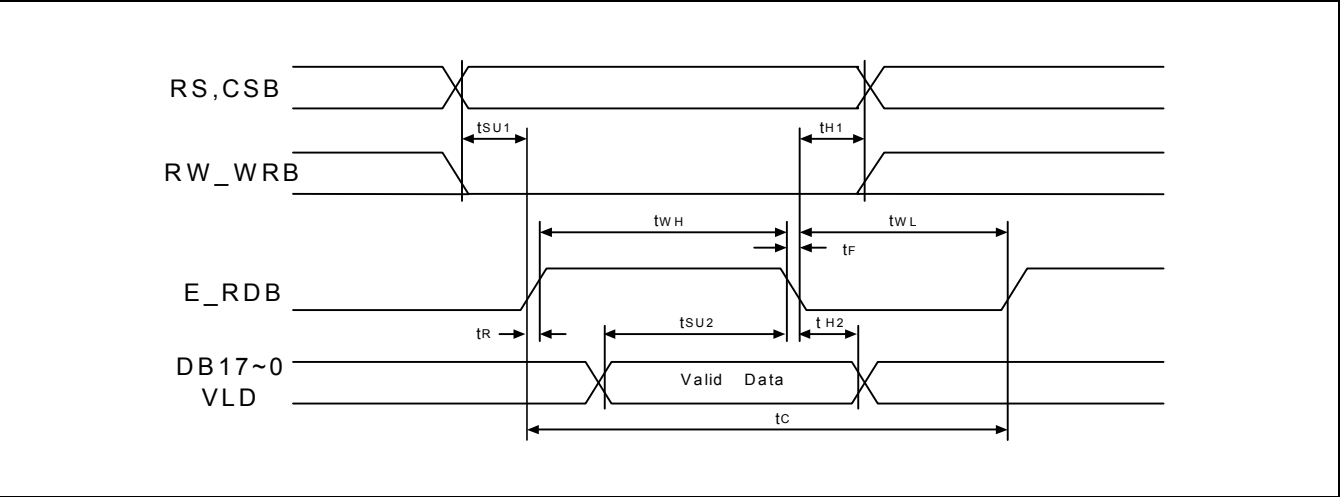 RS,CSB
tSU1
tH1
RW_WRB
tWH
tWL
tF
E_RDB
tR
tSU2
tH2
DB17~0
VLD
Valid Data
tC